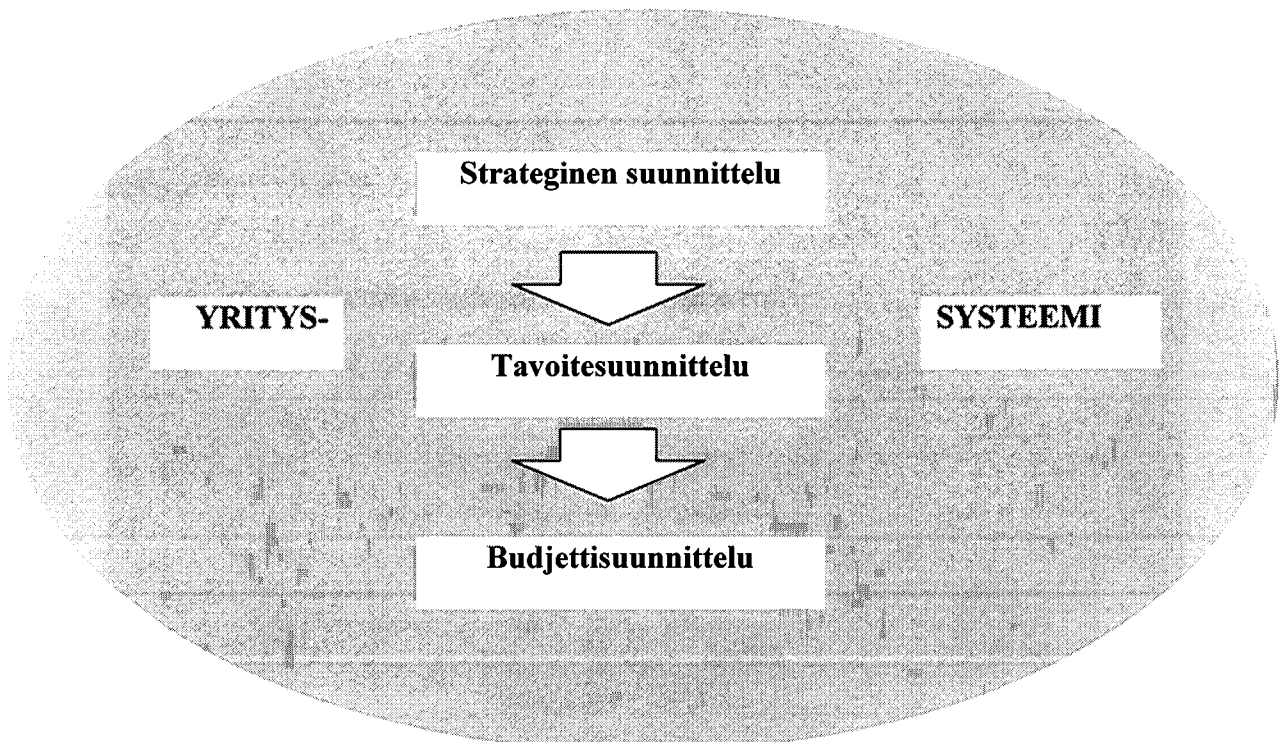 Strateginen suunnittelu
YRITYS-
SYSTEEMI
Tavoitesuunnittelu
Budjettisuunnittelu